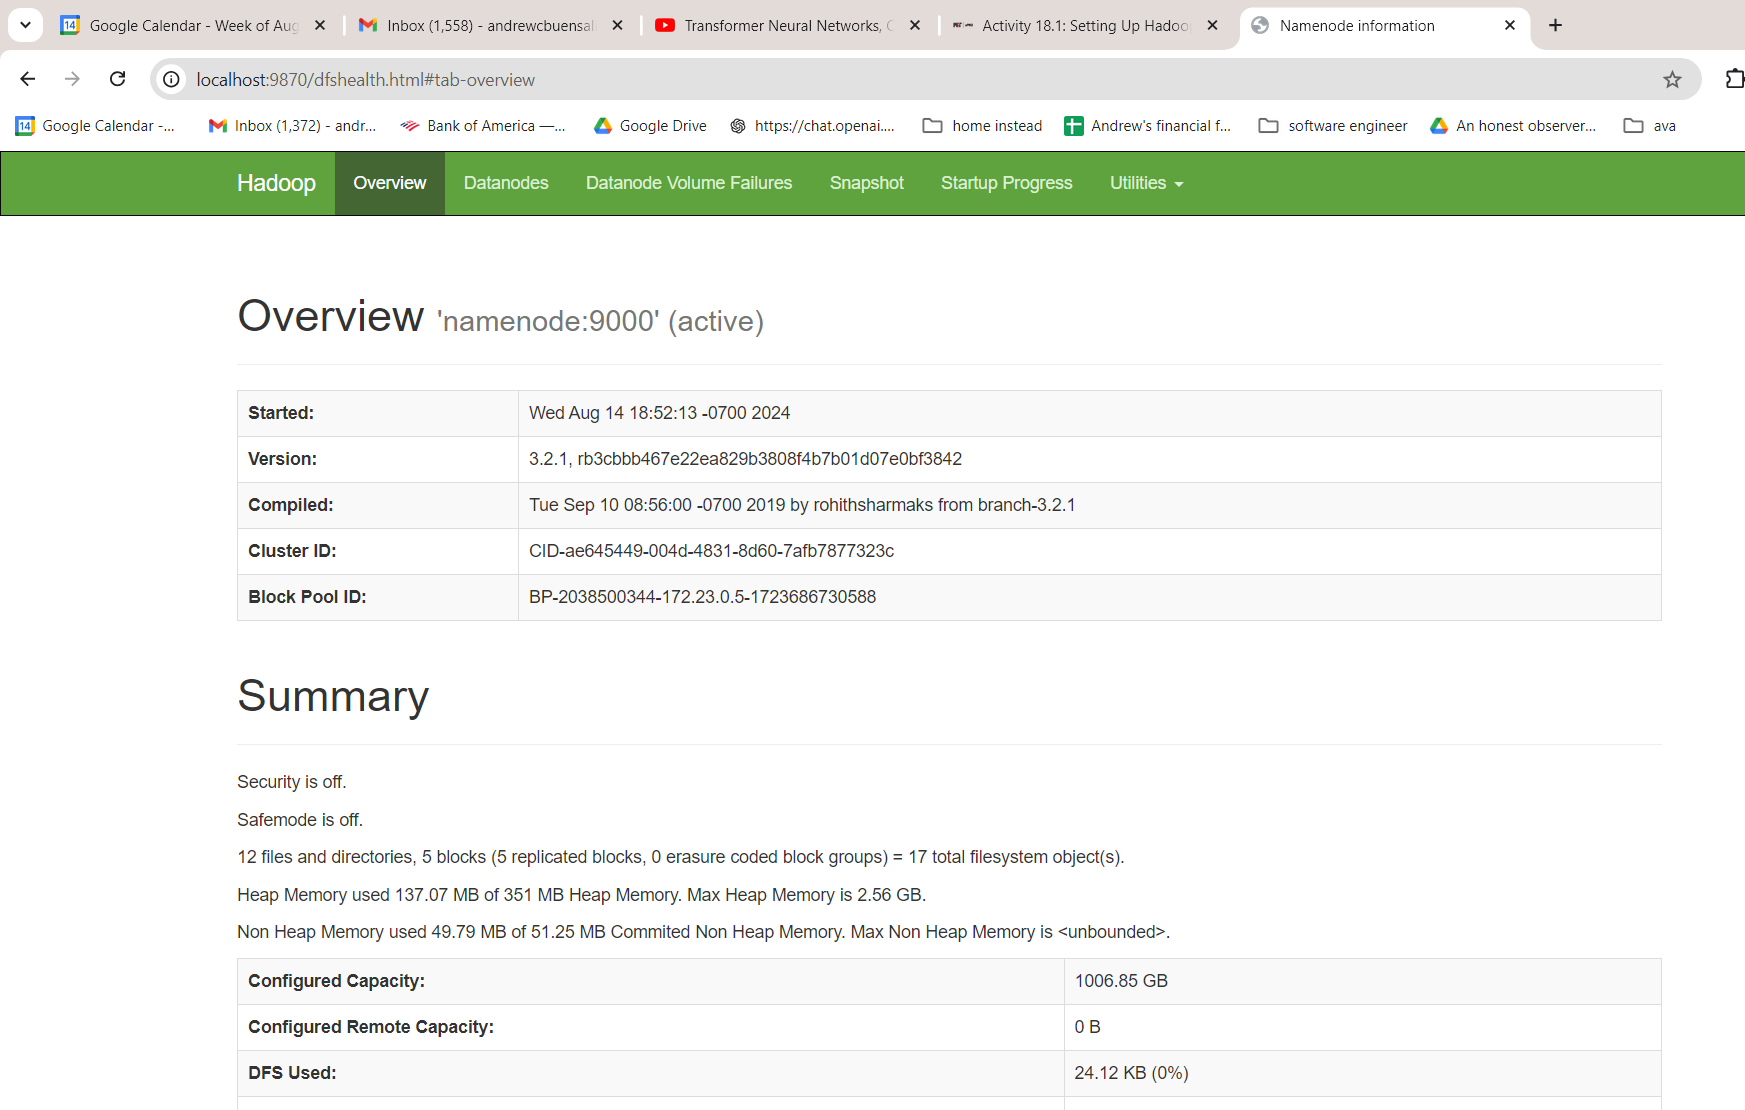 Google Calendar - Week of Aug
Inbox (1,558) - andrewcbuensal
Transformer Neural Networks, C
Activity 18.1: Setting Up Hadoo
Namenode information
localhost:9870/dfshealth.html#tab-overview
Google Calendar -...
Inbox (1,372) - andr...
Bank of America —...
Google Drive
https://chat.openai....
home instead
Andrew's financial f...
software engineer
An honest observer...
ava
Hadoop
Overview
Datanodes
Datanode Volume Failures
Snapshot
Startup Progress
Utilities
Overview 'namenode:9000' (active)
Started: Wed Aug 14 18:52:13 -0700 2024
Version: 3.2.1, rb3cbbb467e22ea829b3808f4b7b01d07e0bf3842
Compiled: Tue Sep 10 08:56:00 -0700 2019 by rohithsharmaks from branch-3.2.1
Cluster ID: CID-ae645449-004d-4831-8d60-7afb7877323c
Block Pool ID: BP-2038500344-172.23.0.5-1723686730588
Summary
Security is off.
Safemode is off.
12 files and directories, 5 blocks (5 replicated blocks, 0 erasure coded block groups) = 17 total filesystem object(s).
Heap Memory used 137.07 MB of 351 MB Heap Memory. Max Heap Memory is 2.56 GB.
Non Heap Memory used 49.79 MB of 51.25 MB Commited Non Heap Memory. Max Non Heap Memory is <unbounded>.
Configured Capacity: 1006.85 GB
Configured Remote Capacity: 0 B
DFS Used: 24.12 KB (0%)